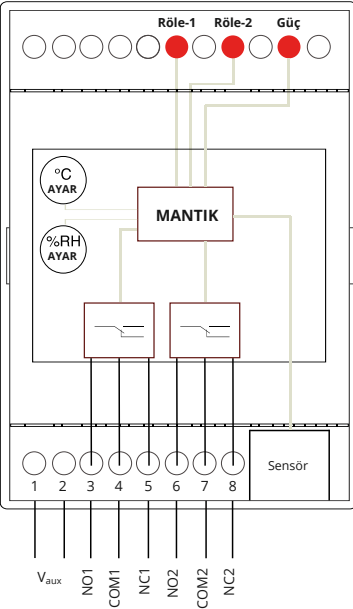 Röle-1 Röle-2 Güç
°C
AYAR
%RH
AYAR
MANTIK
Sensör
1 2 3 4 5 6 7 8
Vaux NO1 COM1 NC1 NO2 COM2 NC2